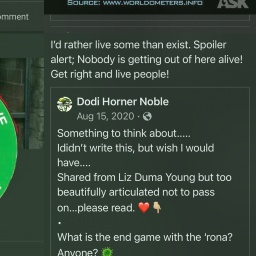 SOURCE: WWW.WORLDOMETERS.INFO
ASK
omment
I'd rather live some than exist. Spoiler
alert; Nobody is getting out of here alive!
Get right and live people!
Dodi Horner Noble
Aug 15, 2020 ·
Something to think about.....
Ididn't write this, but wish I would
have....
Shared from Liz Duma Young but too
beautifully articulated not to pass
on...please read. ❤️👇🏼
•
What is the end game with the 'rona?
Anyone?